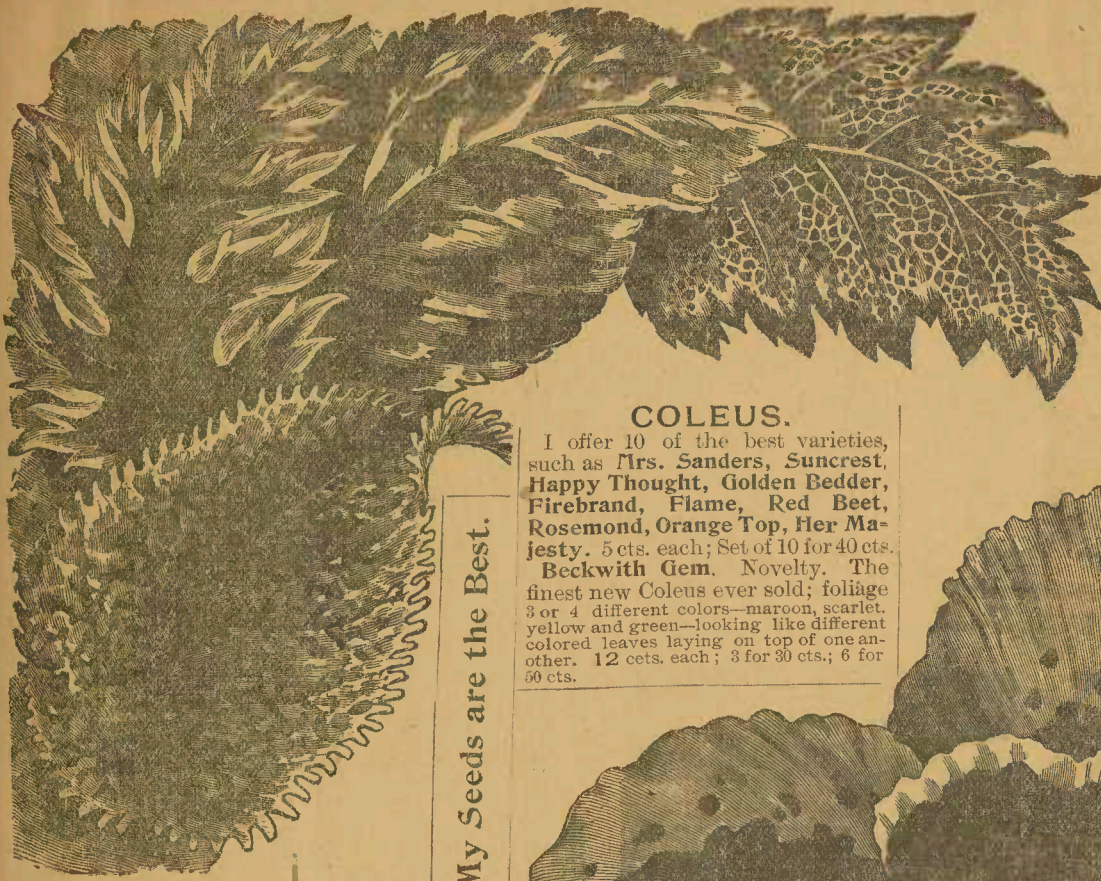 COLEUS.
I offer 10 of the best varieties,
such as Mrs. Sanders, Suncrest,
Happy Thought, Golden Bedder,
Firebrand, Flame, Red Beet,
Rosemond, Orange Top, Her Ma=
jesty. 5 cts. each; Set of 10 for 40 cts.
Beckwith Gem. Novelty. The
finest new Coleus ever sold; foliage
3 or 4 different colors—maroon, scarlet.
yellow and green—looking like different
colored leaves laying on top of one an-
other. 12 cets. each; 3 for 30 cts.; 6 for
50 cts.
My Seeds are the Best.